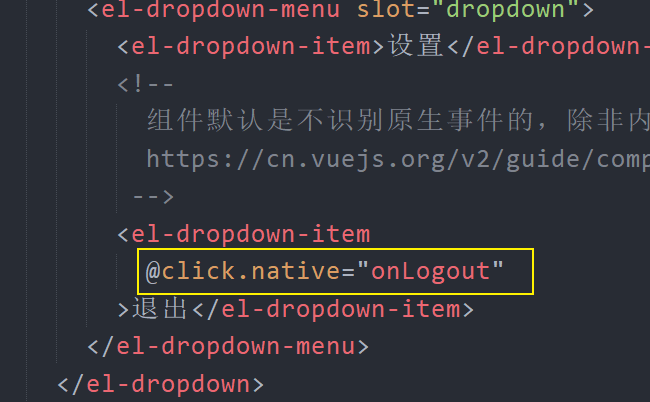 <el-dropdown-menu slot="dropdown">
<el-dropdown-item>设置</el-dropdown-
<!--
组件默认是不识别原生事件的，除非内
https://cn.vuejs.org/v2/guide/comp
-->
<el-dropdown-item
@click.native="onLogout"
>退出</el-dropdown-item>
</el-dropdown-menu>
</el-dropdown>